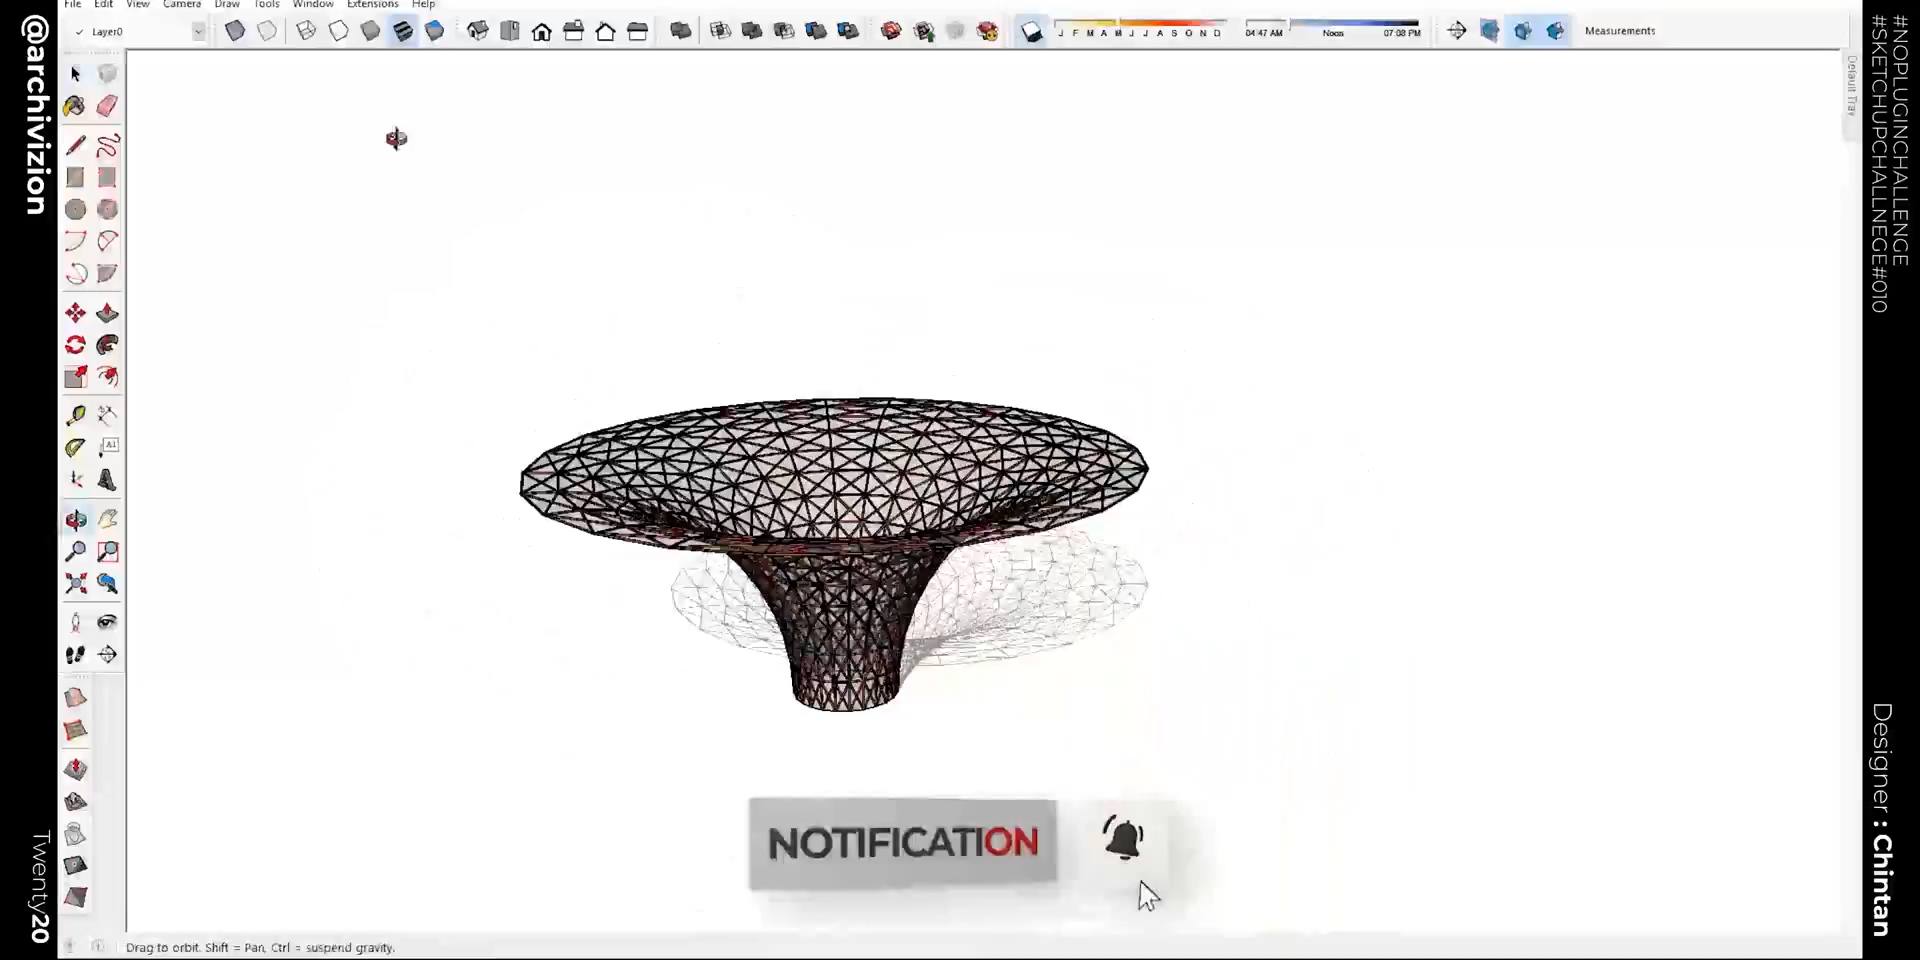 File Edit View Camera Draw Tools Window Extensions Help
Layer0
J F M A M J J A S O N D
04:47 AM Noon 07:08 PM
Measurements
Default Tray
@archivizion
Twenty20
#NOPLUGINCHALLENGE
#SKETCHUPCHALLNEGE#010
Designer : Chintan
A1
NOTIFICATION
Drag to orbit. Shift = Pan, Ctrl = suspend gravity.